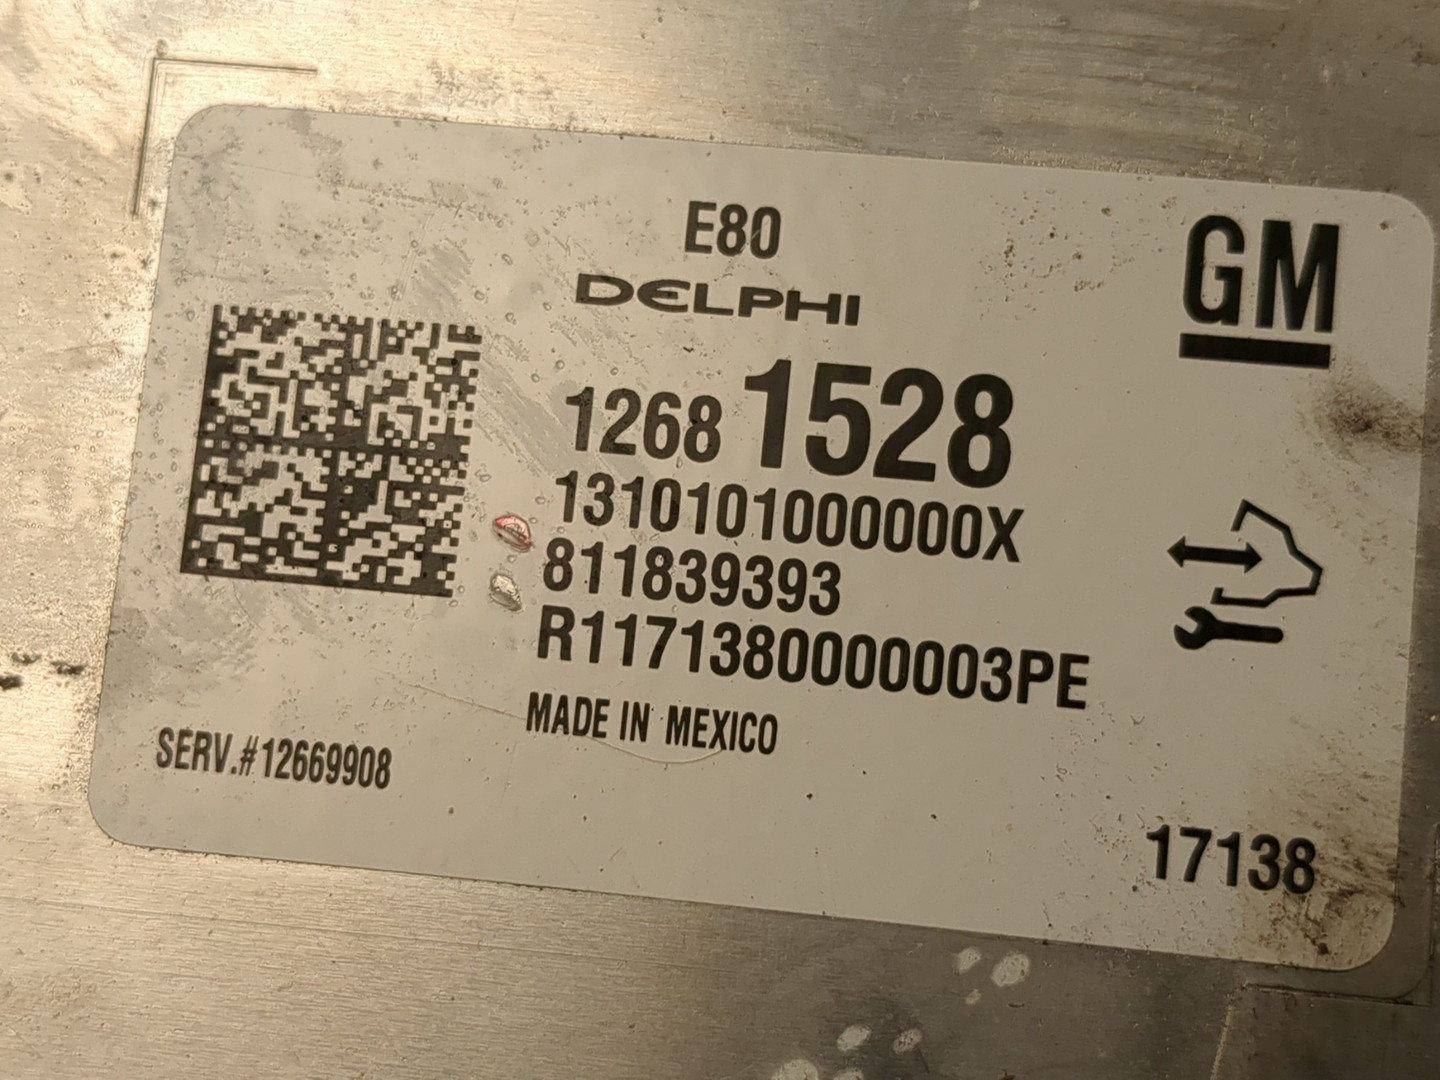 E80
DELPHI
GM
1268 1528
1310101000000X
811839393
R1171380000003PE
MADE IN MEXICO
SERV.#12669908
17138